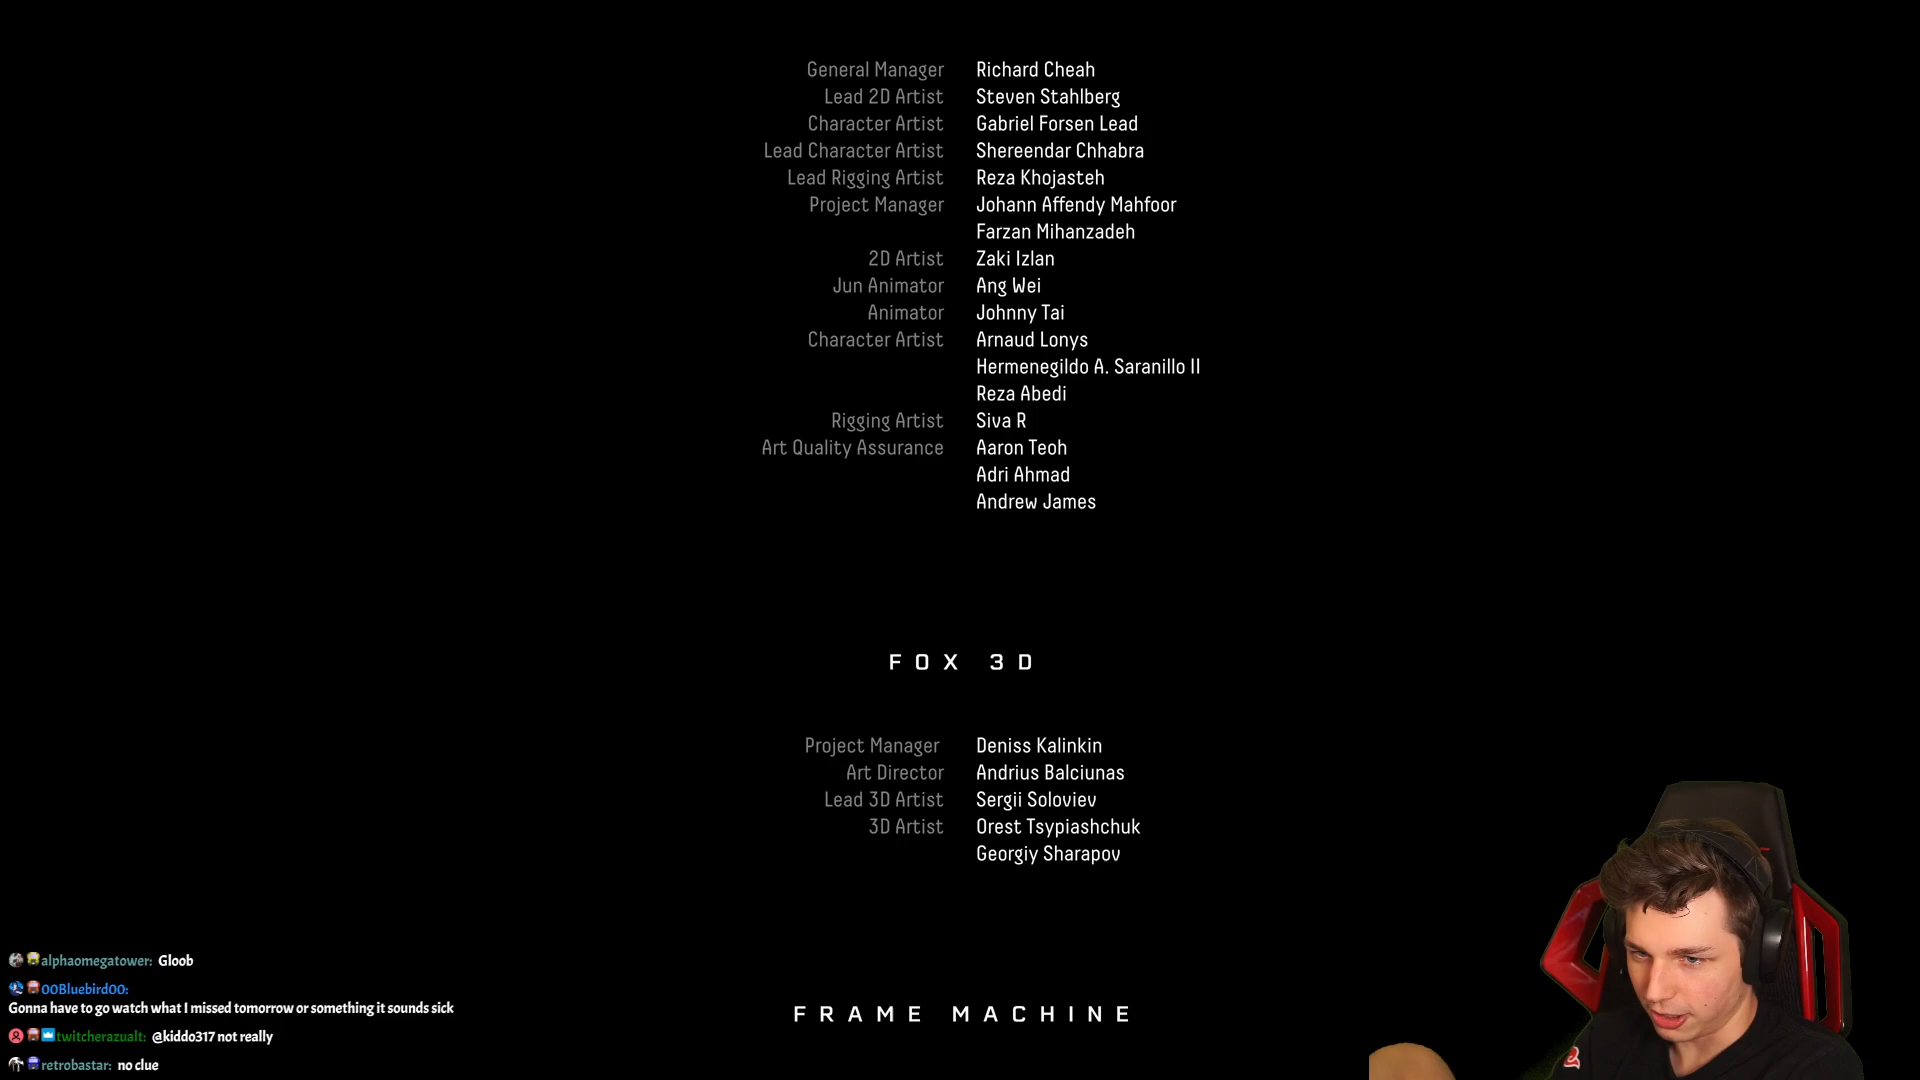 General Manager Richard Cheah
Lead 2D Artist Steven Stahlberg
Character Artist Gabriel Forsen Lead
Lead Character Artist Shereendar Chhabra
Lead Rigging Artist Reza Khojasteh
Project Manager Johann Affendy Mahfoor
Farzan Mihanzadeh
2D Artist Zaki Izlan
Jun Animator Ang Wei
Animator Johnny Tai
Character Artist Arnaud Lonys
Hermenegildo A. Saranillo II
Reza Abedi
Rigging Artist Siva R
Art Quality Assurance Aaron Teoh
Adri Ahmad
Andrew James
FOX 3D
Project Manager Deniss Kalinkin
Art Director Andrius Balciunas
Lead 3D Artist Sergii Soloviev
3D Artist Orest Tsypiashchuk
Georgiy Sharapov
FRAME MACHINE
alphaomegatower: Gloob
00Bluebird00:
Gonna have to go watch what I missed tomorrow or something it sounds sick
twitcherazualt: @kiddo317 not really
retrobastar: no clue